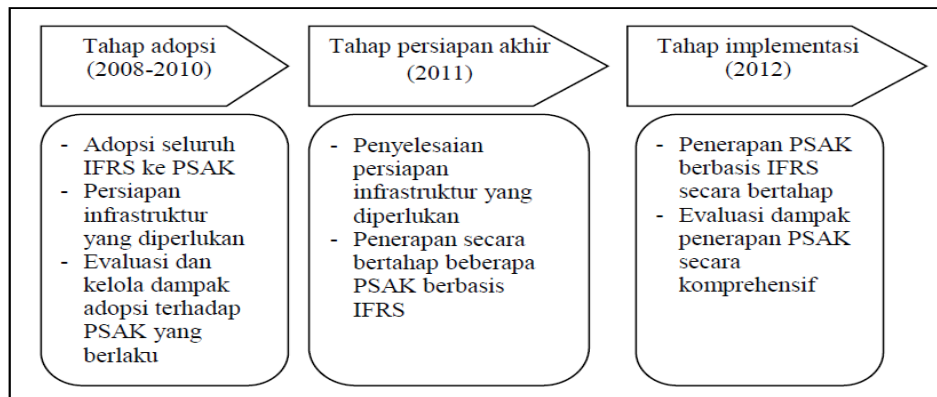 Tahap adopsi
(2008-2010)
Tahap persiapan akhir
(2011)
Tahap implementasi
(2012)
- Adopsi seluruh
IFRS ke PSAK
- Persiapan
infrastruktur
yang diperlukan
- Evaluasi dan
kelola dampak
adopsi terhadap
PSAK yang
berlaku
- Penyelesaian
persiapan
infrastruktur yang
diperlukan
- Penerapan secara
bertahap beberapa
PSAK berbasis
IFRS
- Penerapan PSAK
berbasis IFRS
secara bertahap
- Evaluasi dampak
penerapan PSAK
secara
komprehensif